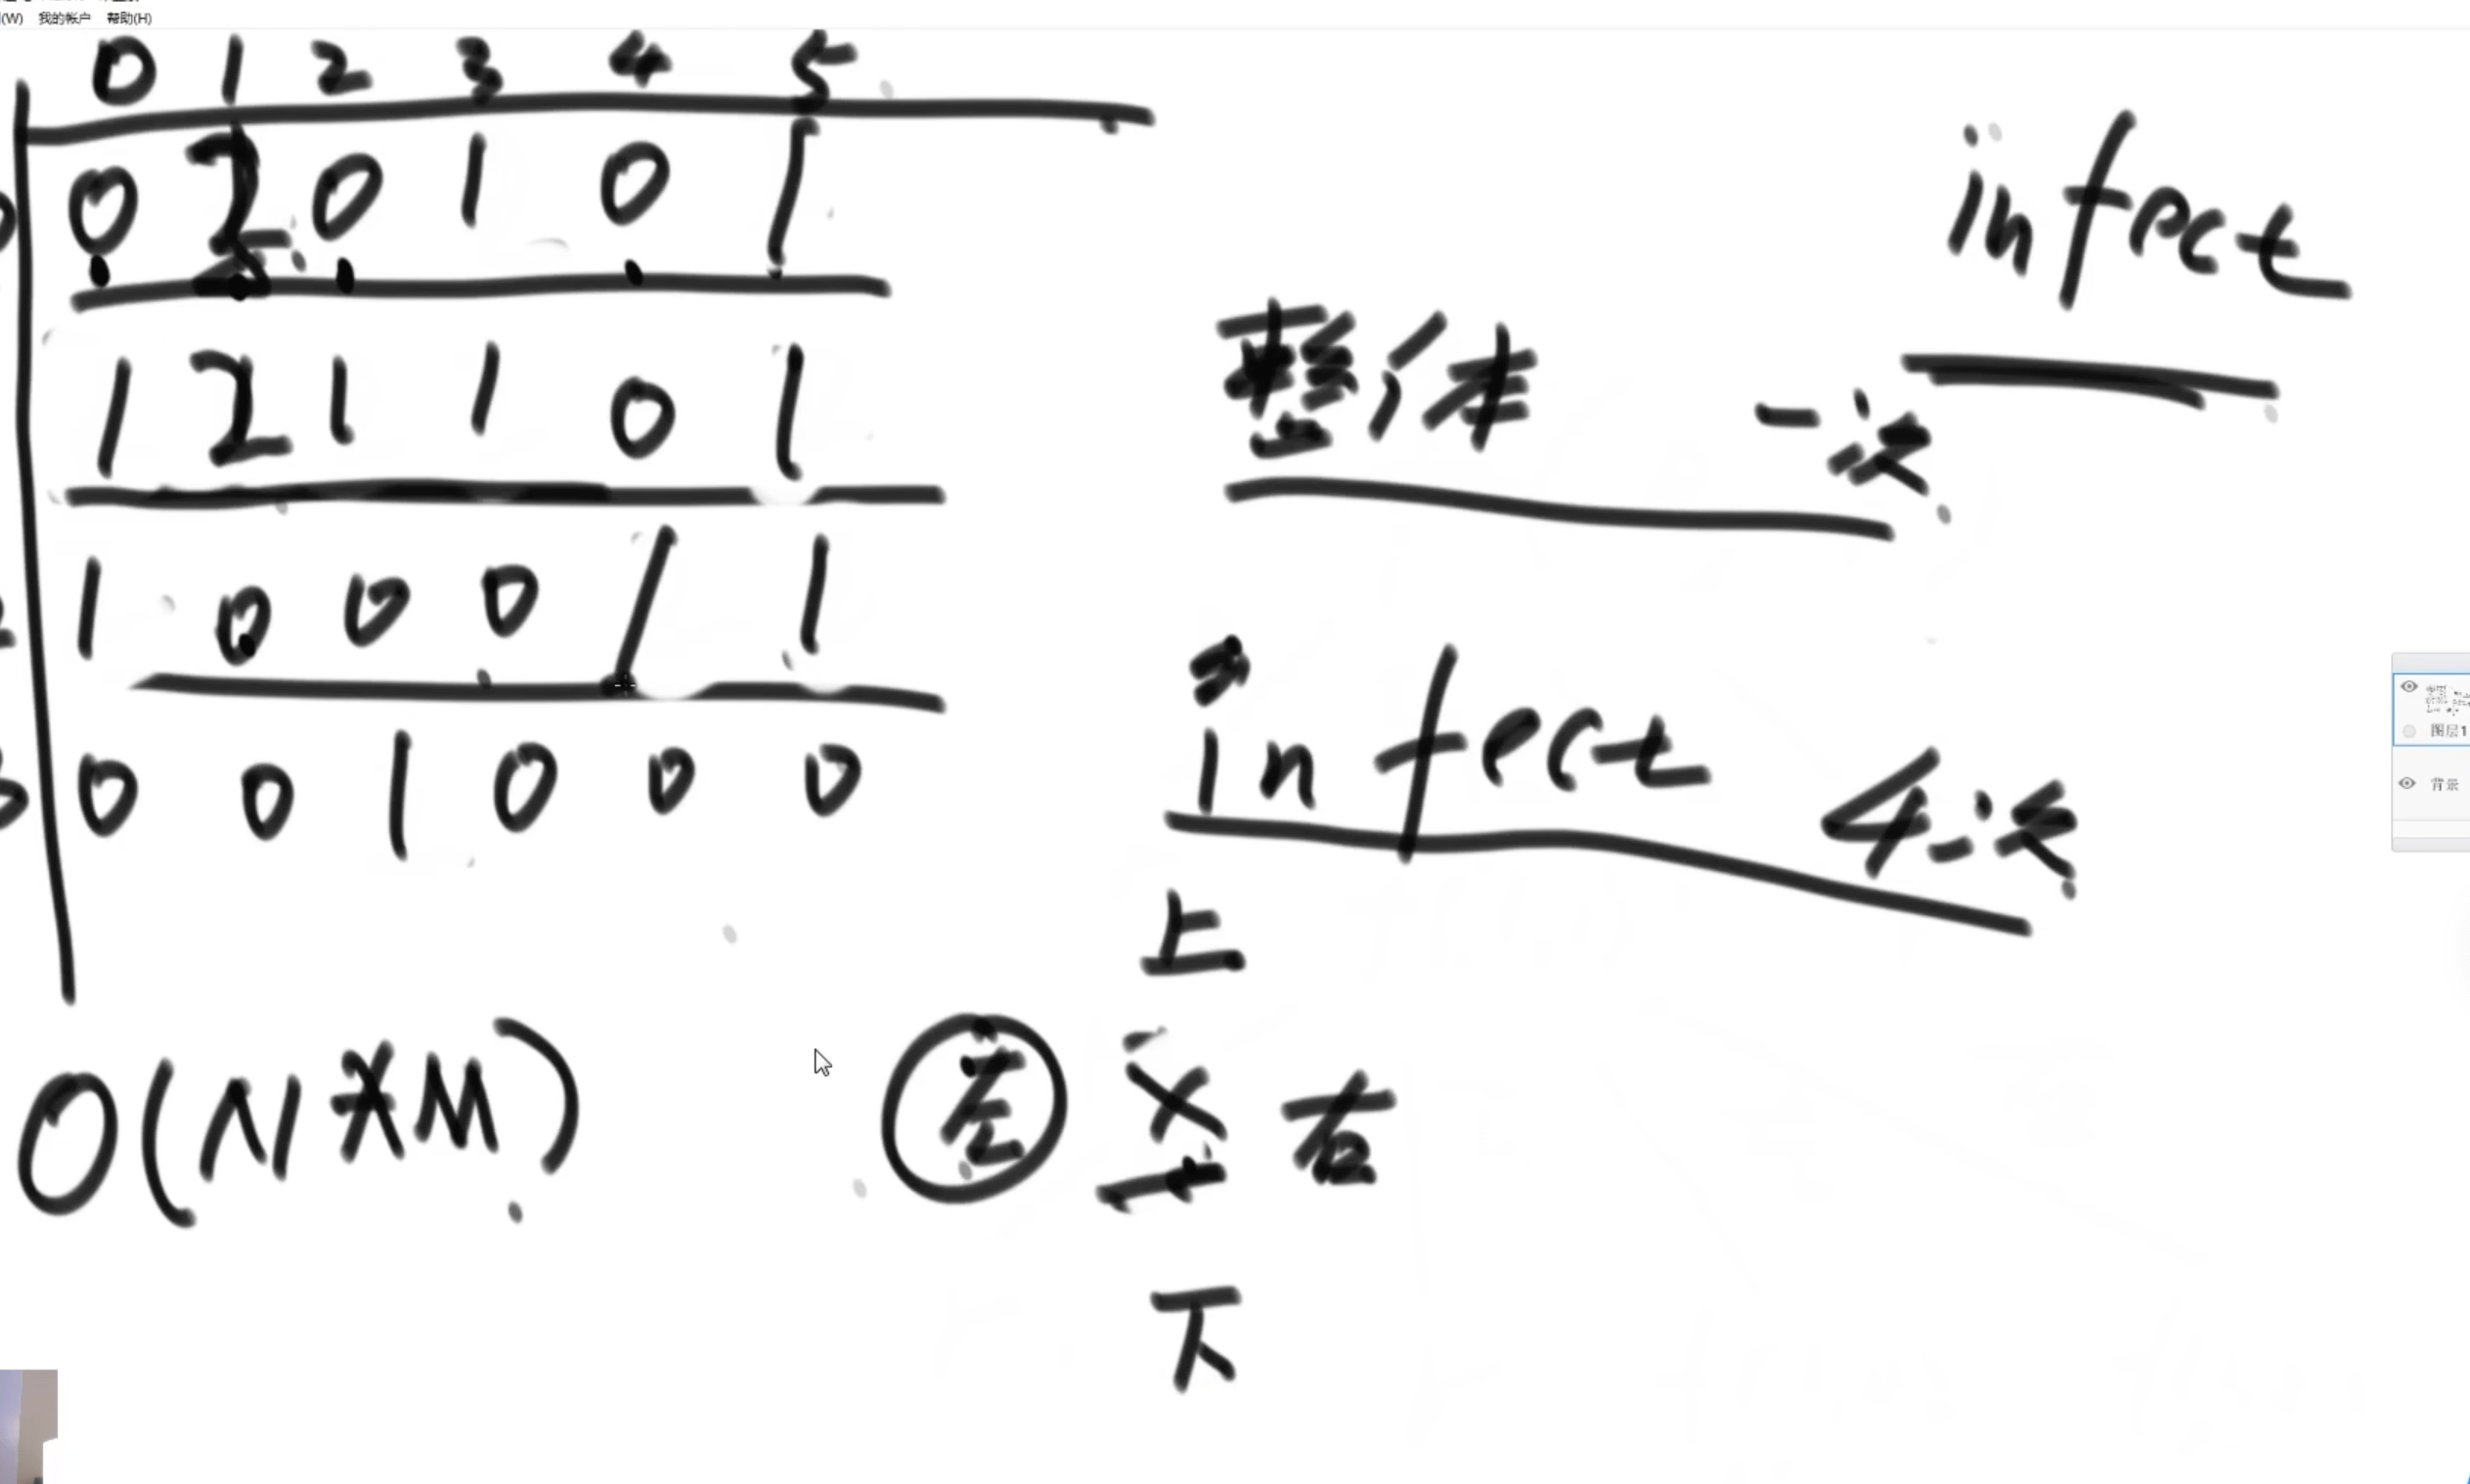 我的帐户 帮助(H)
0 1 2 3 4 5
0 2 0 1 0 1
1 2 1 1 0 1
1 0 0 0 1 1
0 0 1 0 0 0
O(N*M)
infect
整体 一次
infect 4次
上
左 X 右
下
图层1
背景